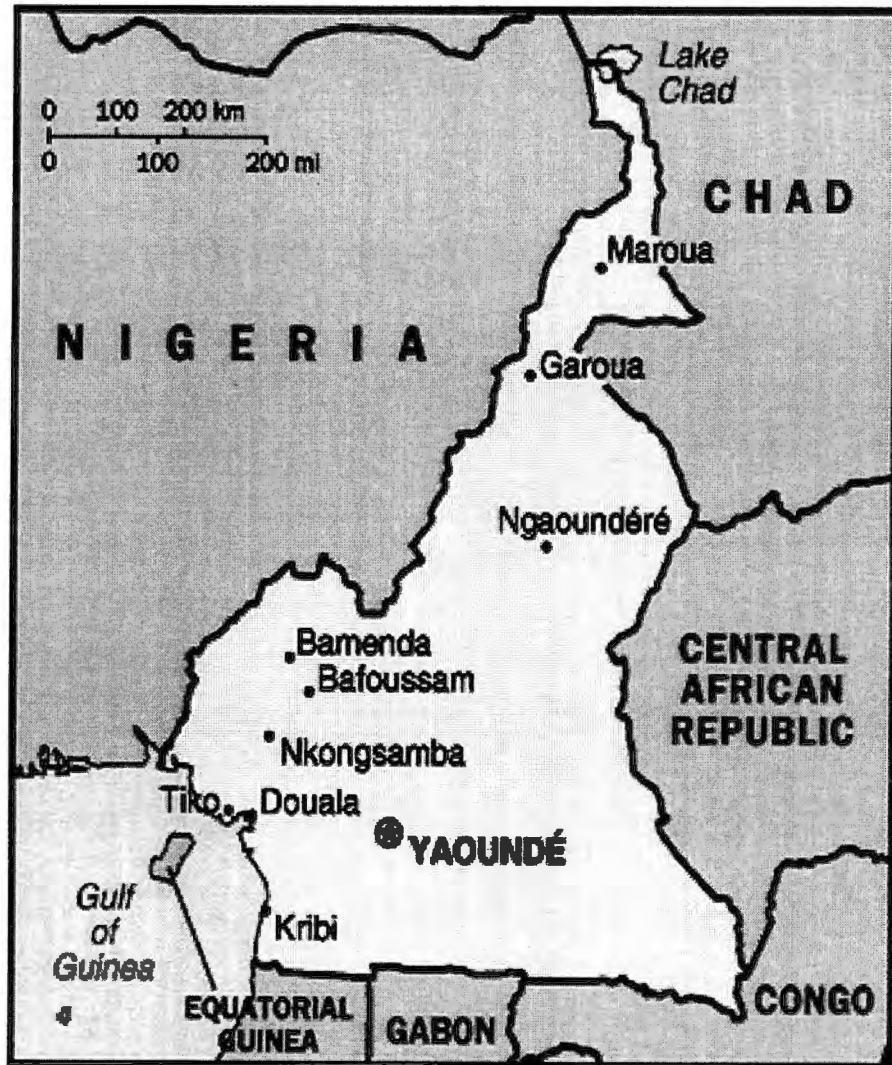 Lake
Chad
0 100 200 km
0 100 200 mi
CHAD
Maroua
NIGERIA
Garoua
Ngaoundéré
Bamenda
Bafoussam
CENTRAL
AFRICAN
REPUBLIC
Nkongsamba
Tiko
Douala
YAOUNDÉ
Gulf
of
Guinea
Kribi
EQUATORIAL
GUINEA
GABON
CONGO